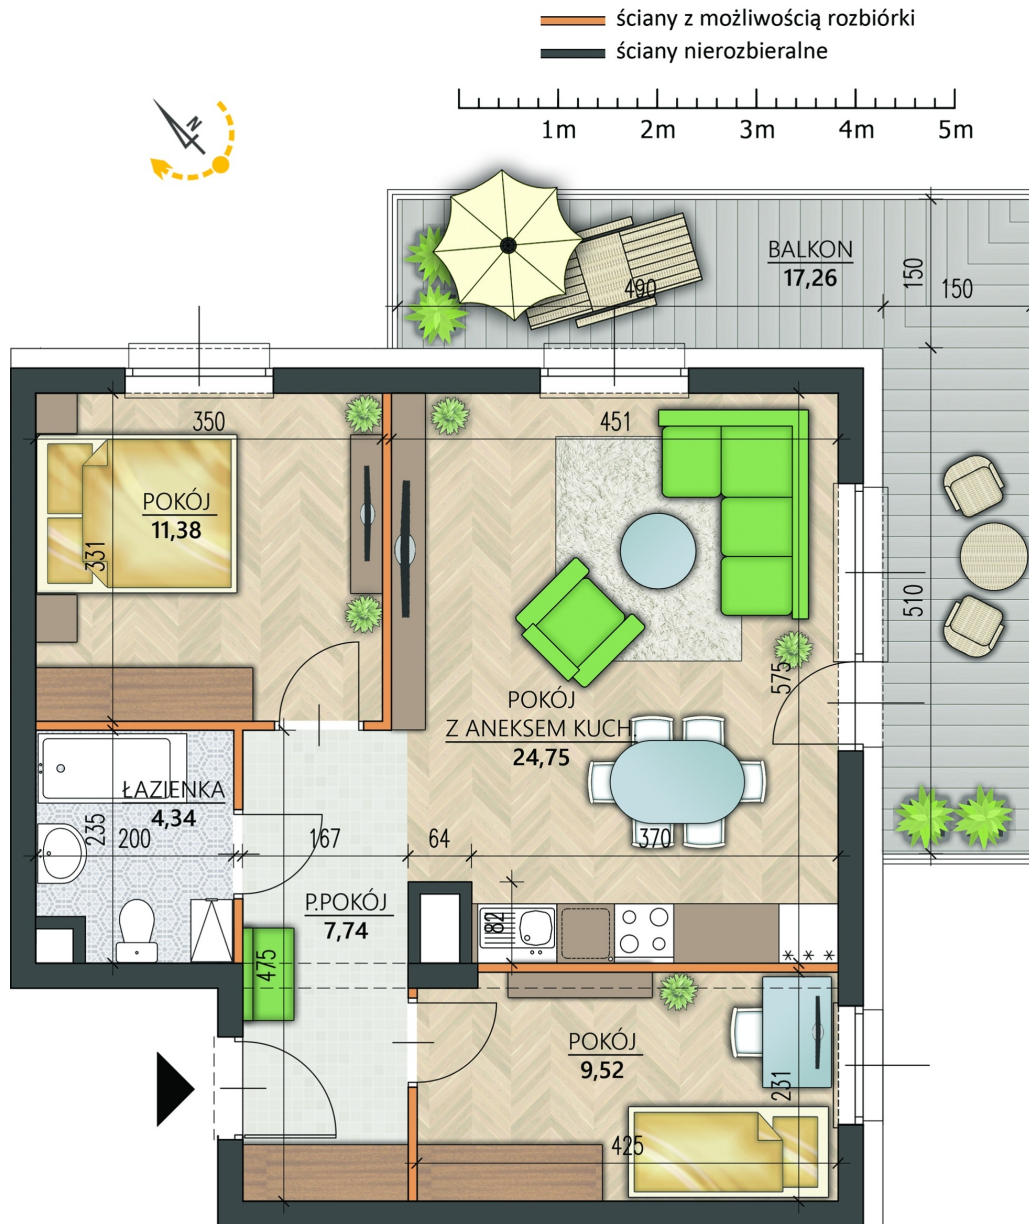 ściany z możliwością rozbiórki
ściany nierozbieralne
1m 2m 3m 4m 5m
N
BALKON
17,26
150
150
490
350
451
POKÓJ
11,38
331
510
575
POKÓJ
Z ANEKSEM KUCH.
24,75
ŁAZIENKA
4,34
235
200
167
64
370
P.POKÓJ
7,74
82
475
* * *
POKÓJ
9,52
231
425